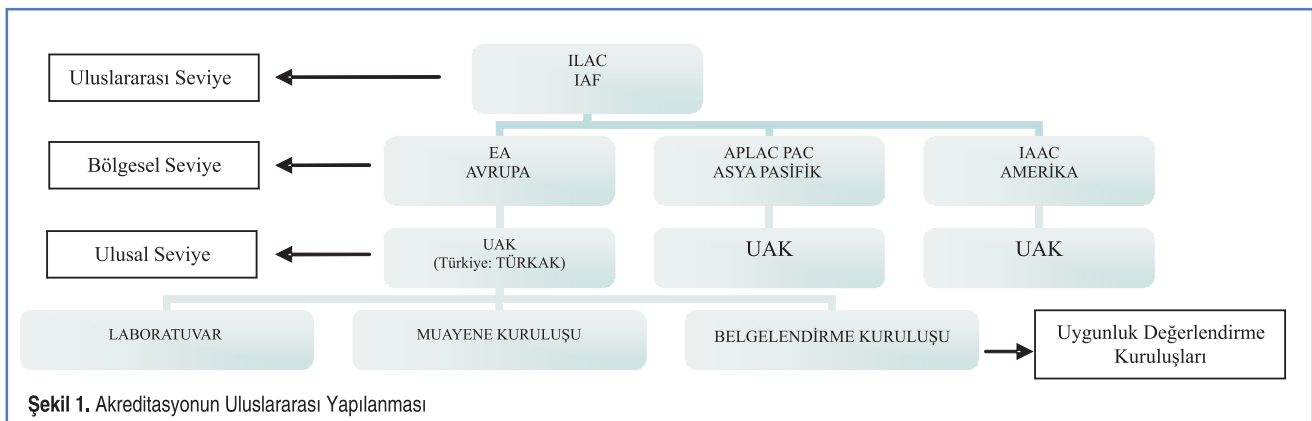 Uluslararası Seviye
ILAC
IAF
Bölgesel Seviye
EA
AVRUPA
APLAC PAC
ASYA PASİFİK
IAAC
AMERİKA
Ulusal Seviye
UAK
(Türkiye: TÜRKAK)
UAK
UAK
LABORATUVAR
MUAYENE KURULUŞU
BELGELENDİRME KURULUŞU
Uygunluk Değerlendirme
Kuruluşları
Şekil 1. Akreditasyonun Uluslararası Yapılanması